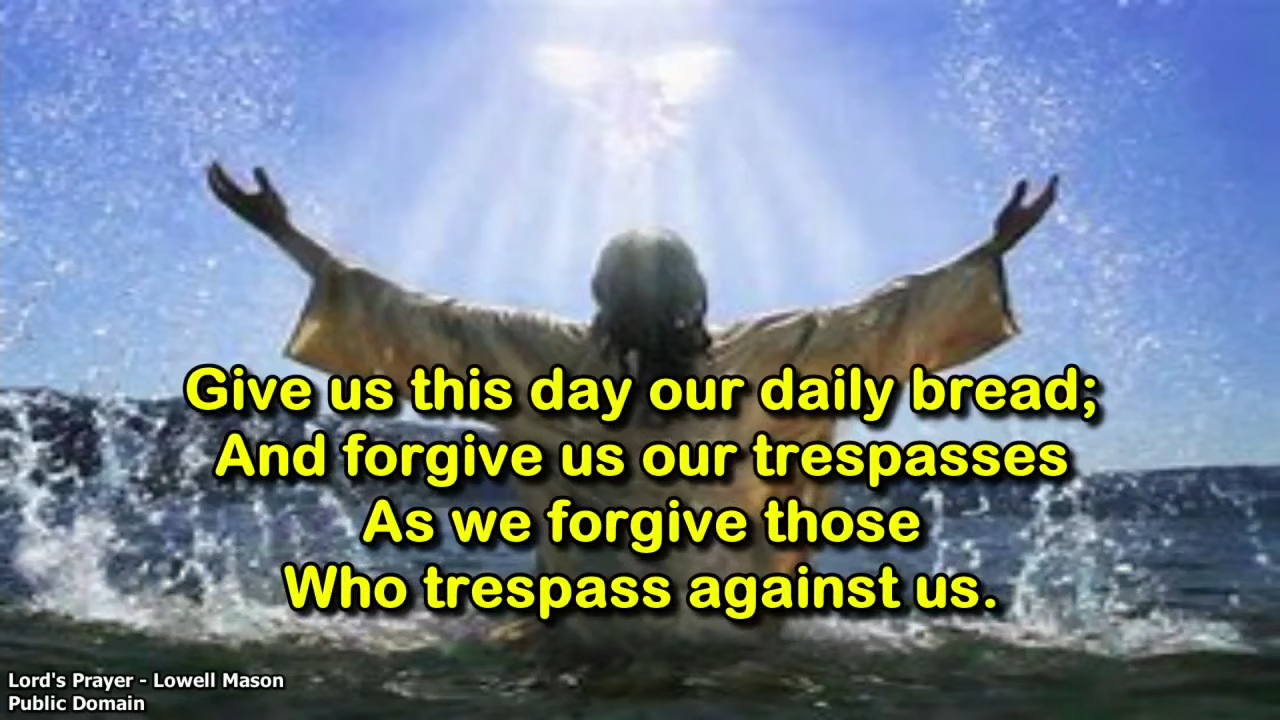 Give us this day our daily bread;
And forgive us our trespasses
As we forgive those
Who trespass against us.
Lord's Prayer - Lowell Mason
Public Domain